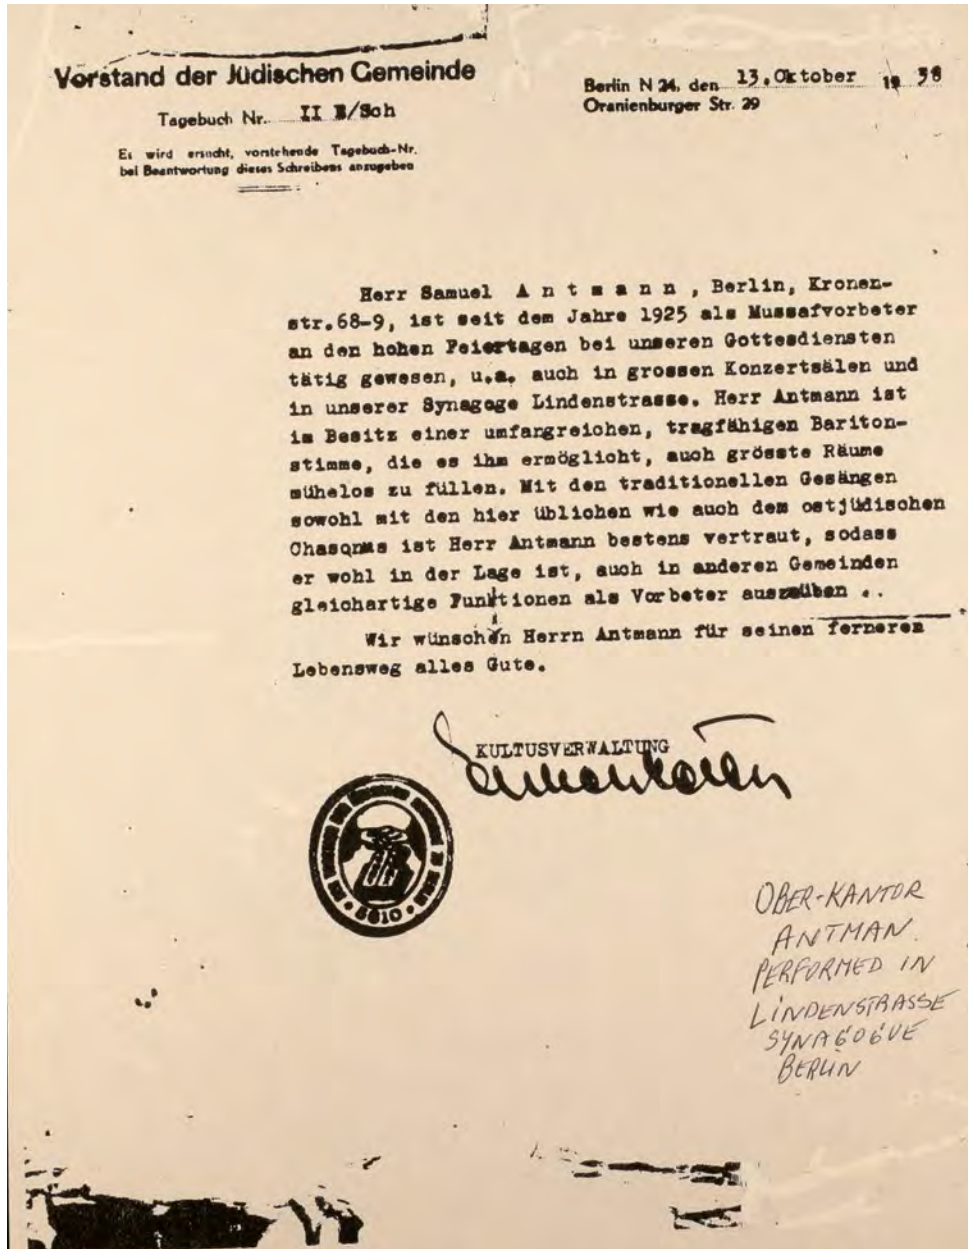 Vorstand der Jüdischen Gemeinde
Tagebuch Nr. II B/Sch
Es wird ersucht, vorstehende Tagebuch-Nr.
bei Beantwortung dieses Schreibens anzugeben
Berlin N 24, den 13.Oktober 19 38
Oranienburger Str. 29
Herr Samuel A n t m a n n , Berlin, Kronen-
str.68-9, ist seit dem Jahre 1925 als Mussafvorbeter
an den hohen Feiertagen bei unseren Gottesdiensten
tätig gewesen, u.a. auch in grossen Konzertsälen und
in unserer Synagoge Lindenstrasse. Herr Antmann ist
im Besitz einer umfangreichen, tragfähigen Bariton-
stimme, die es ihm ermöglicht, auch grösste Räume
mühelos zu füllen. Mit den traditionellen Gesängen
sowohl mit den hier üblichen wie auch dem ostjüdischen
ist Herr Antmann bestens vertraut, sodass
er wohl in der Lage ist, auch in anderen Gemeinden
gleichartige Funktionen als Vorbeter auszuüben ..
Wir wünschen Herrn Antmann für seinen ferneren
Lebensweg alles Gute.
KULTUSVERWALTUNG
5610
OBER-KANTOR
ANTMAN.
PERFORMED IN
LINDENSTRASSE
SYNAGOGUE
BERLIN